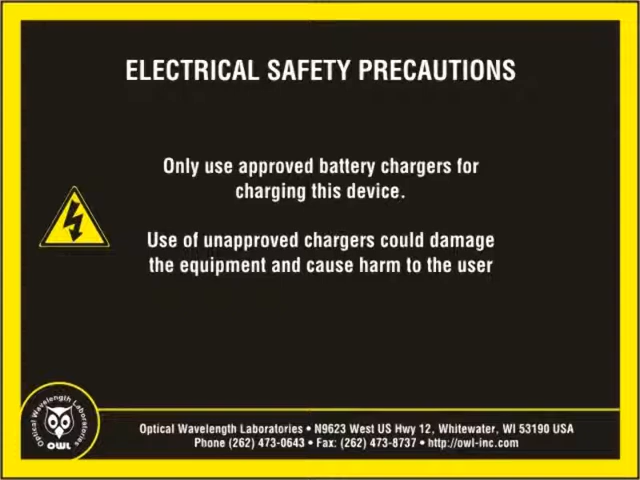 ELECTRICAL SAFETY PRECAUTIONS
Only use approved battery chargers for
charging this device.
Use of unapproved chargers could damage
the equipment and cause harm to the user
Optical Wavelength Laboratories
OWL
Optical Wavelength Laboratories • N9623 West US Hwy 12, Whitewater, WI 53190 USA
Phone (262) 473-0643 • Fax: (262) 473-8737 • http://owl-inc.com